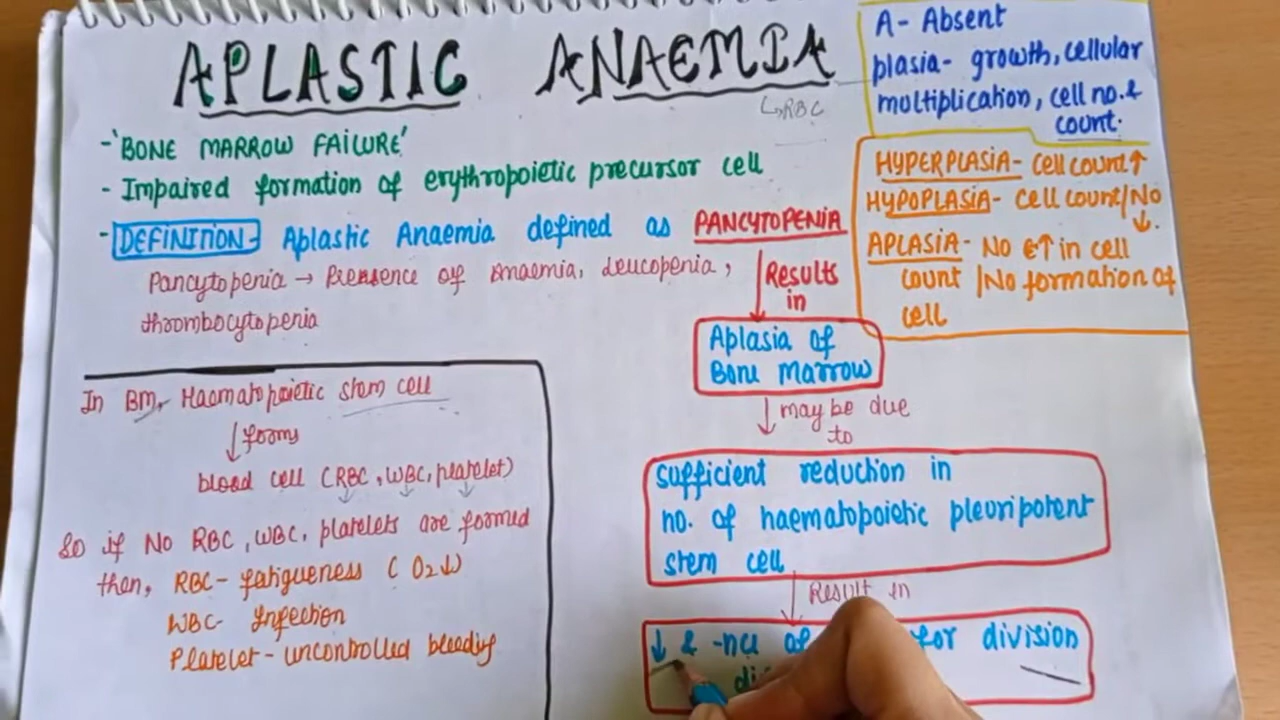 APLASTIC ANAEMIA
↳RBC
- 'BONE MARROW FAILURE'
- Impaired formation of erythropoietic precursor cell
- DEFINITION- Aplastic Anaemia defined as PANCYTOPENIA
Pancytopenia → Presence of anaemia, leucopenia,
thrombocytopenia
A- Absent
plasia- growth, cellular
multiplication, cell no. &
count.
HYPERPLASIA- cell count↑
HYPOPLASIA- cell count/No
↓.
APLASIA- No ↑ in cell
count /No formation of
cell
↓ Results
in
Aplasia of
Bone Marrow
↓ may be due
to
sufficient reduction in
no. of haematopoietic pleuripotent
stem cell
↓ Result in
↓ & -nce of for division
In BM, Haematopoietic stem cell
↓ forms
blood cell (RBC, WBC, platelet)
So if No RBC, WBC, platelets are formed
then, RBC- fatigueness ( O2↓)
WBC- Infection
Platelet- uncontrolled bleeding